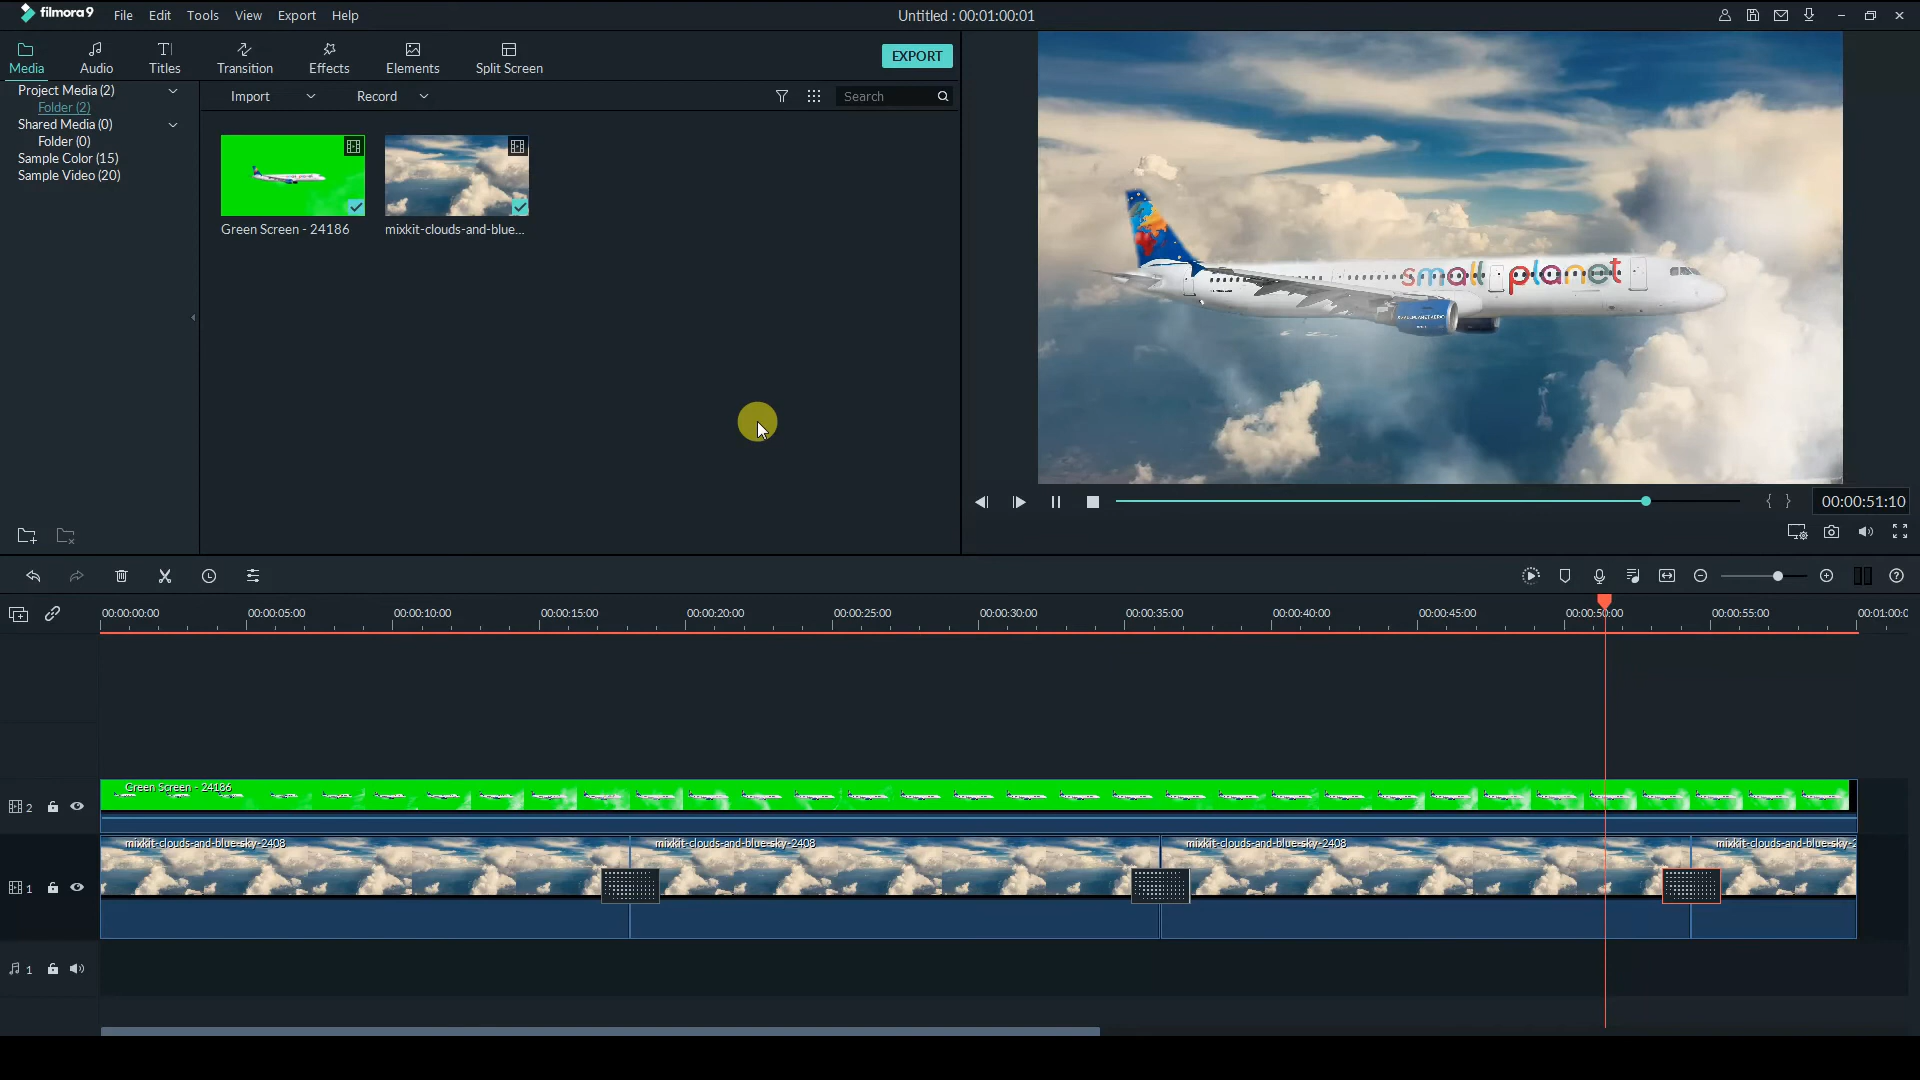 filmora9 File Edit Tools View Export Help Untitled : 00:01:00:01
Media Audio Titles Transition Effects Elements Split Screen EXPORT
Project Media (2)
Folder (2)
Shared Media (0)
Folder (0)
Sample Color (15)
Sample Video (20)
Import Record Search
Green Screen - 24186 mixkit-clouds-and-blue...
small planet
00:00:51:10
00:00:00:00 00:00:05:00 00:00:10:00 00:00:15:00 00:00:20:00 00:00:25:00 00:00:30:00 00:00:35:00 00:00:40:00 00:00:45:00 00:00:50:00 00:00:55:00 00:01:00:0
2 Green Screen - 24186
mixkit-clouds-and-blue-sky-2408 mixkit-clouds-and-blue-sky-2408 mixkit-clouds-and-blue-sky-2408 mixkit-clouds-and-blue-sky-2
1
1